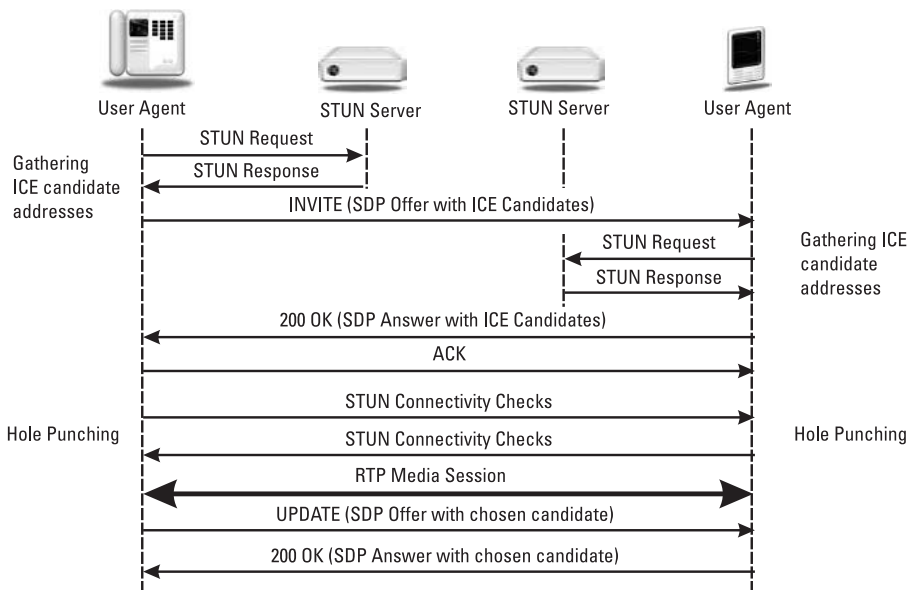 User Agent
STUN Server
STUN Server
User Agent
STUN Request
Gathering
ICE candidate
addresses
STUN Response
INVITE (SDP Offer with ICE Candidates)
STUN Request
Gathering ICE
candidate
addresses
STUN Response
200 OK (SDP Answer with ICE Candidates)
ACK
STUN Connectivity Checks
Hole Punching
Hole Punching
STUN Connectivity Checks
RTP Media Session
UPDATE (SDP Offer with chosen candidate)
200 OK (SDP Answer with chosen candidate)